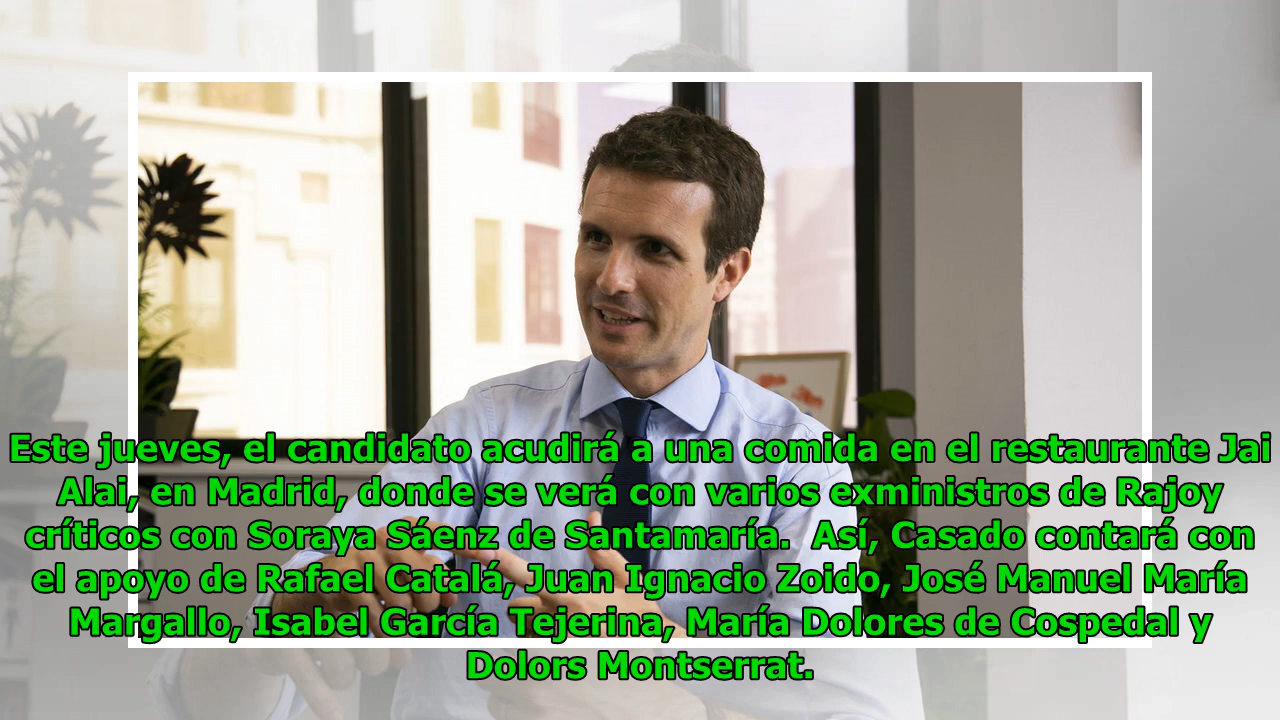 Este jueves, el candidato acudirá a una comida en el restaurante Jai
Alai, en Madrid, donde se verá con varios exministros de Rajoy
críticos con Soraya Sáenz de Santamaría.  Así, Casado contará con
el apoyo de Rafael Catalá, Juan Ignacio Zoido, José Manuel María
Margallo, Isabel García Tejerina, María Dolores de Cospedal y
Dolors Montserrat.